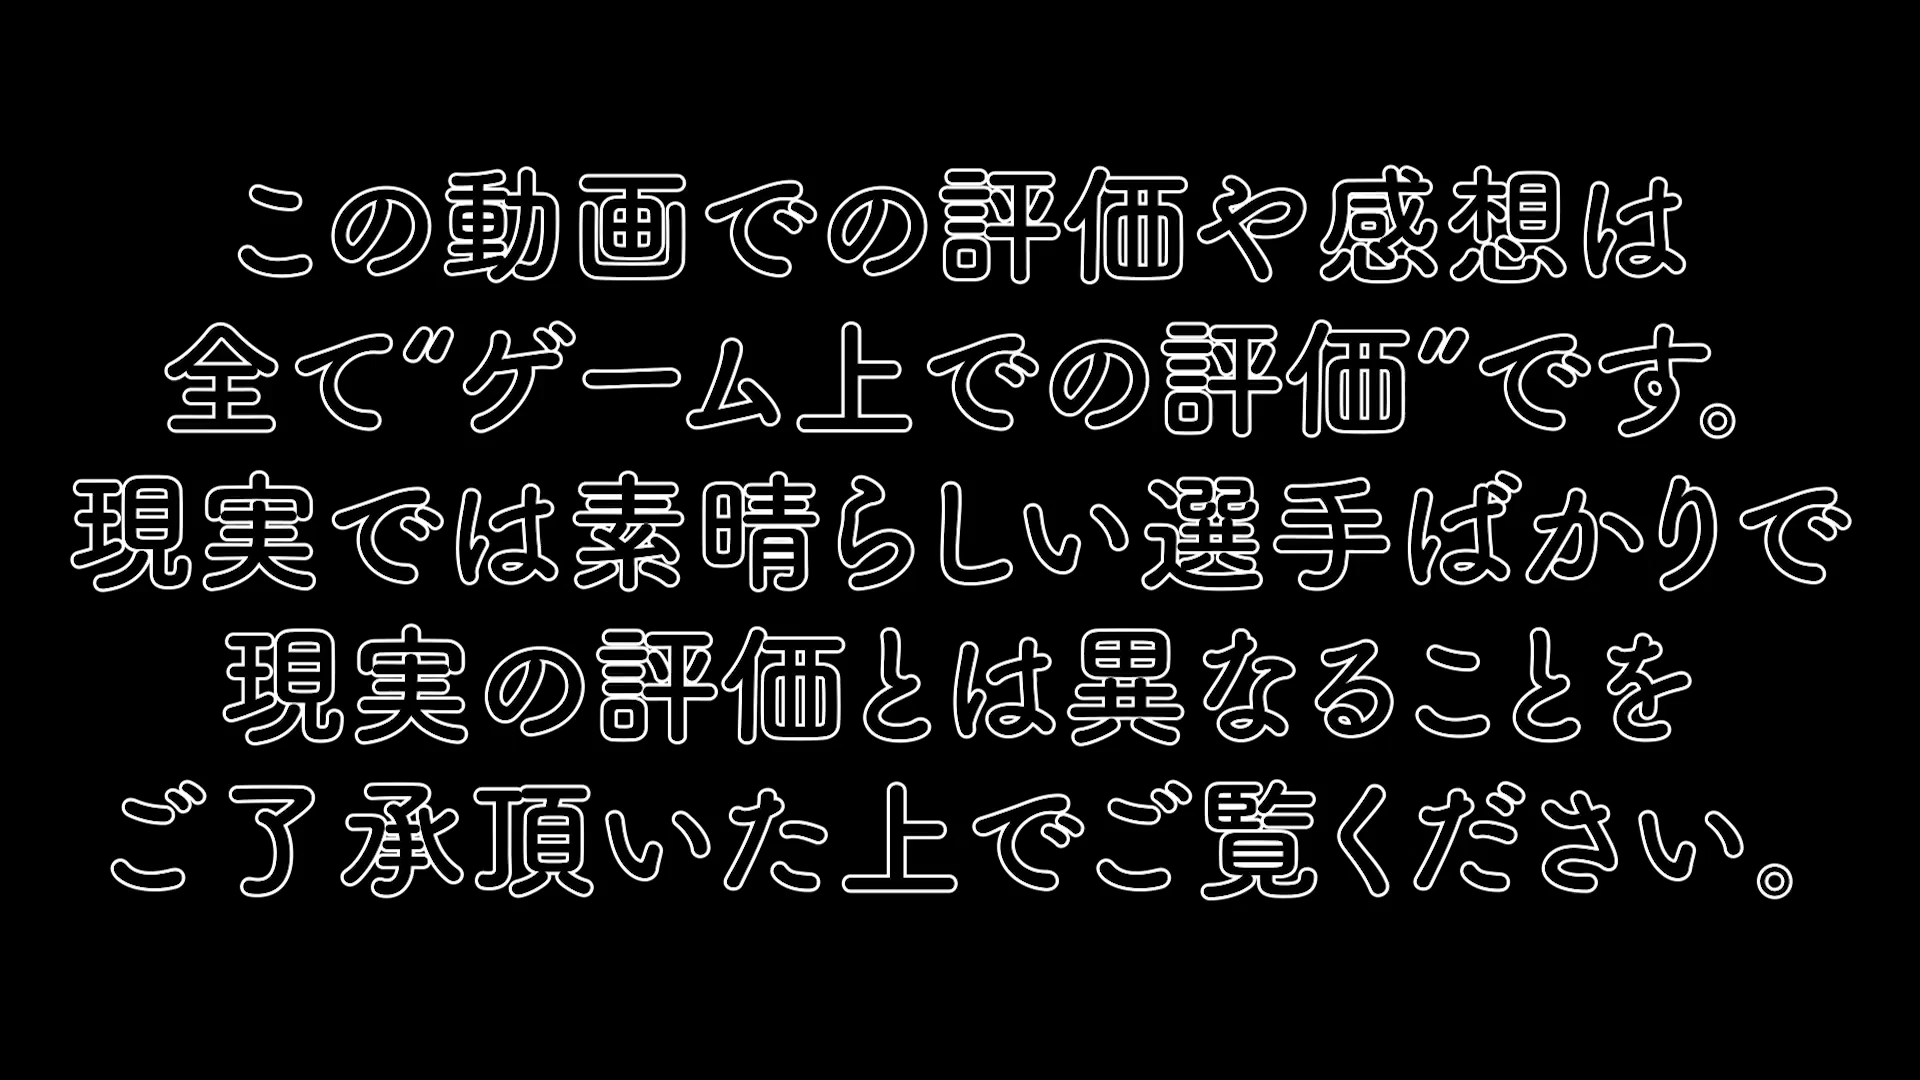 この動画での評価や感想は
全て“ゲーム上での評価”です。
現実では素晴らしい選手ばかりで
現実の評価とは異なることを
ご了承頂いた上でご覧ください。